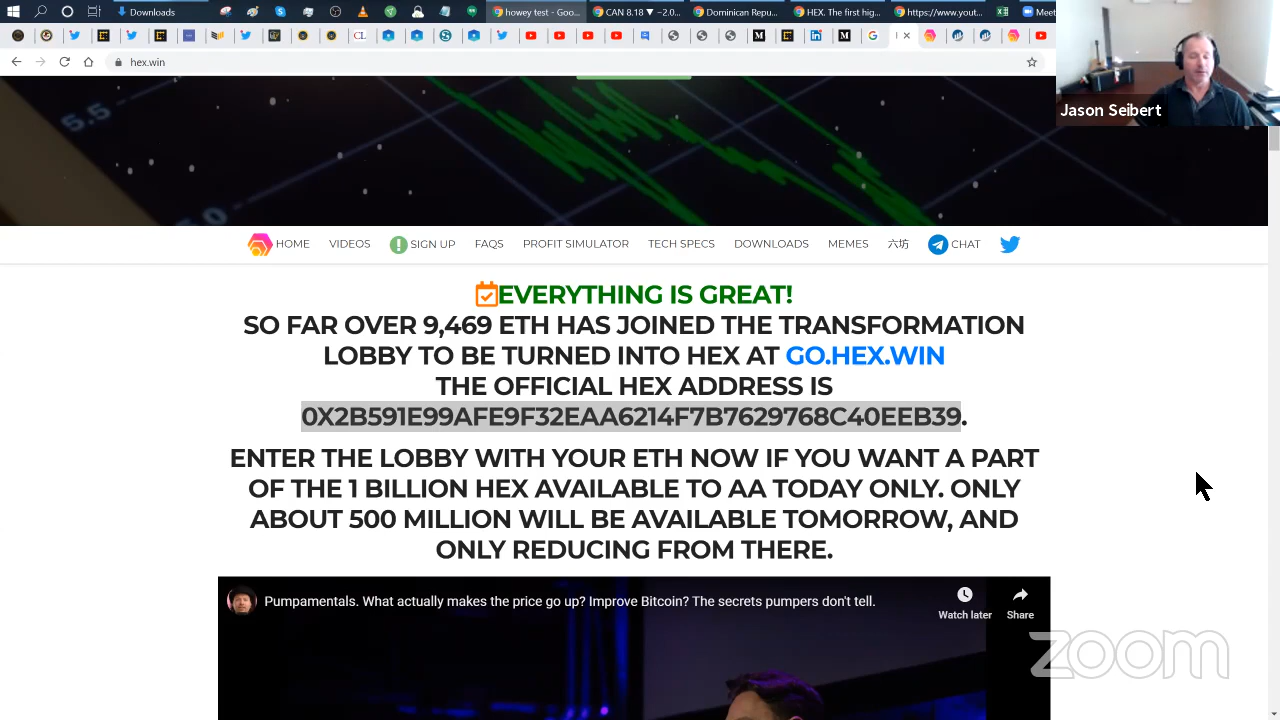 Downloads
howey test - Goo...
CAN 8.18 ▼ −2.0...
Dominican Repu...
HEX. The first hig...
https://www.yout...
Meet
hex.win
Jason Seibert
5.5
HOME
VIDEOS
SIGN UP
FAQS
PROFIT SIMULATOR
TECH SPECS
DOWNLOADS
MEMES
六坊
CHAT
EVERYTHING IS GREAT!
SO FAR OVER 9,469 ETH HAS JOINED THE TRANSFORMATION
LOBBY TO BE TURNED INTO HEX AT GO.HEX.WIN
THE OFFICIAL HEX ADDRESS IS
0X2B591E99AFE9F32EAA6214F7B7629768C40EEB39.
ENTER THE LOBBY WITH YOUR ETH NOW IF YOU WANT A PART
OF THE 1 BILLION HEX AVAILABLE TO AA TODAY ONLY. ONLY
ABOUT 500 MILLION WILL BE AVAILABLE TOMORROW, AND
ONLY REDUCING FROM THERE.
Pumpamentals. What actually makes the price go up? Improve Bitcoin? The secrets pumpers don't tell.
Watch later
Share
zoom